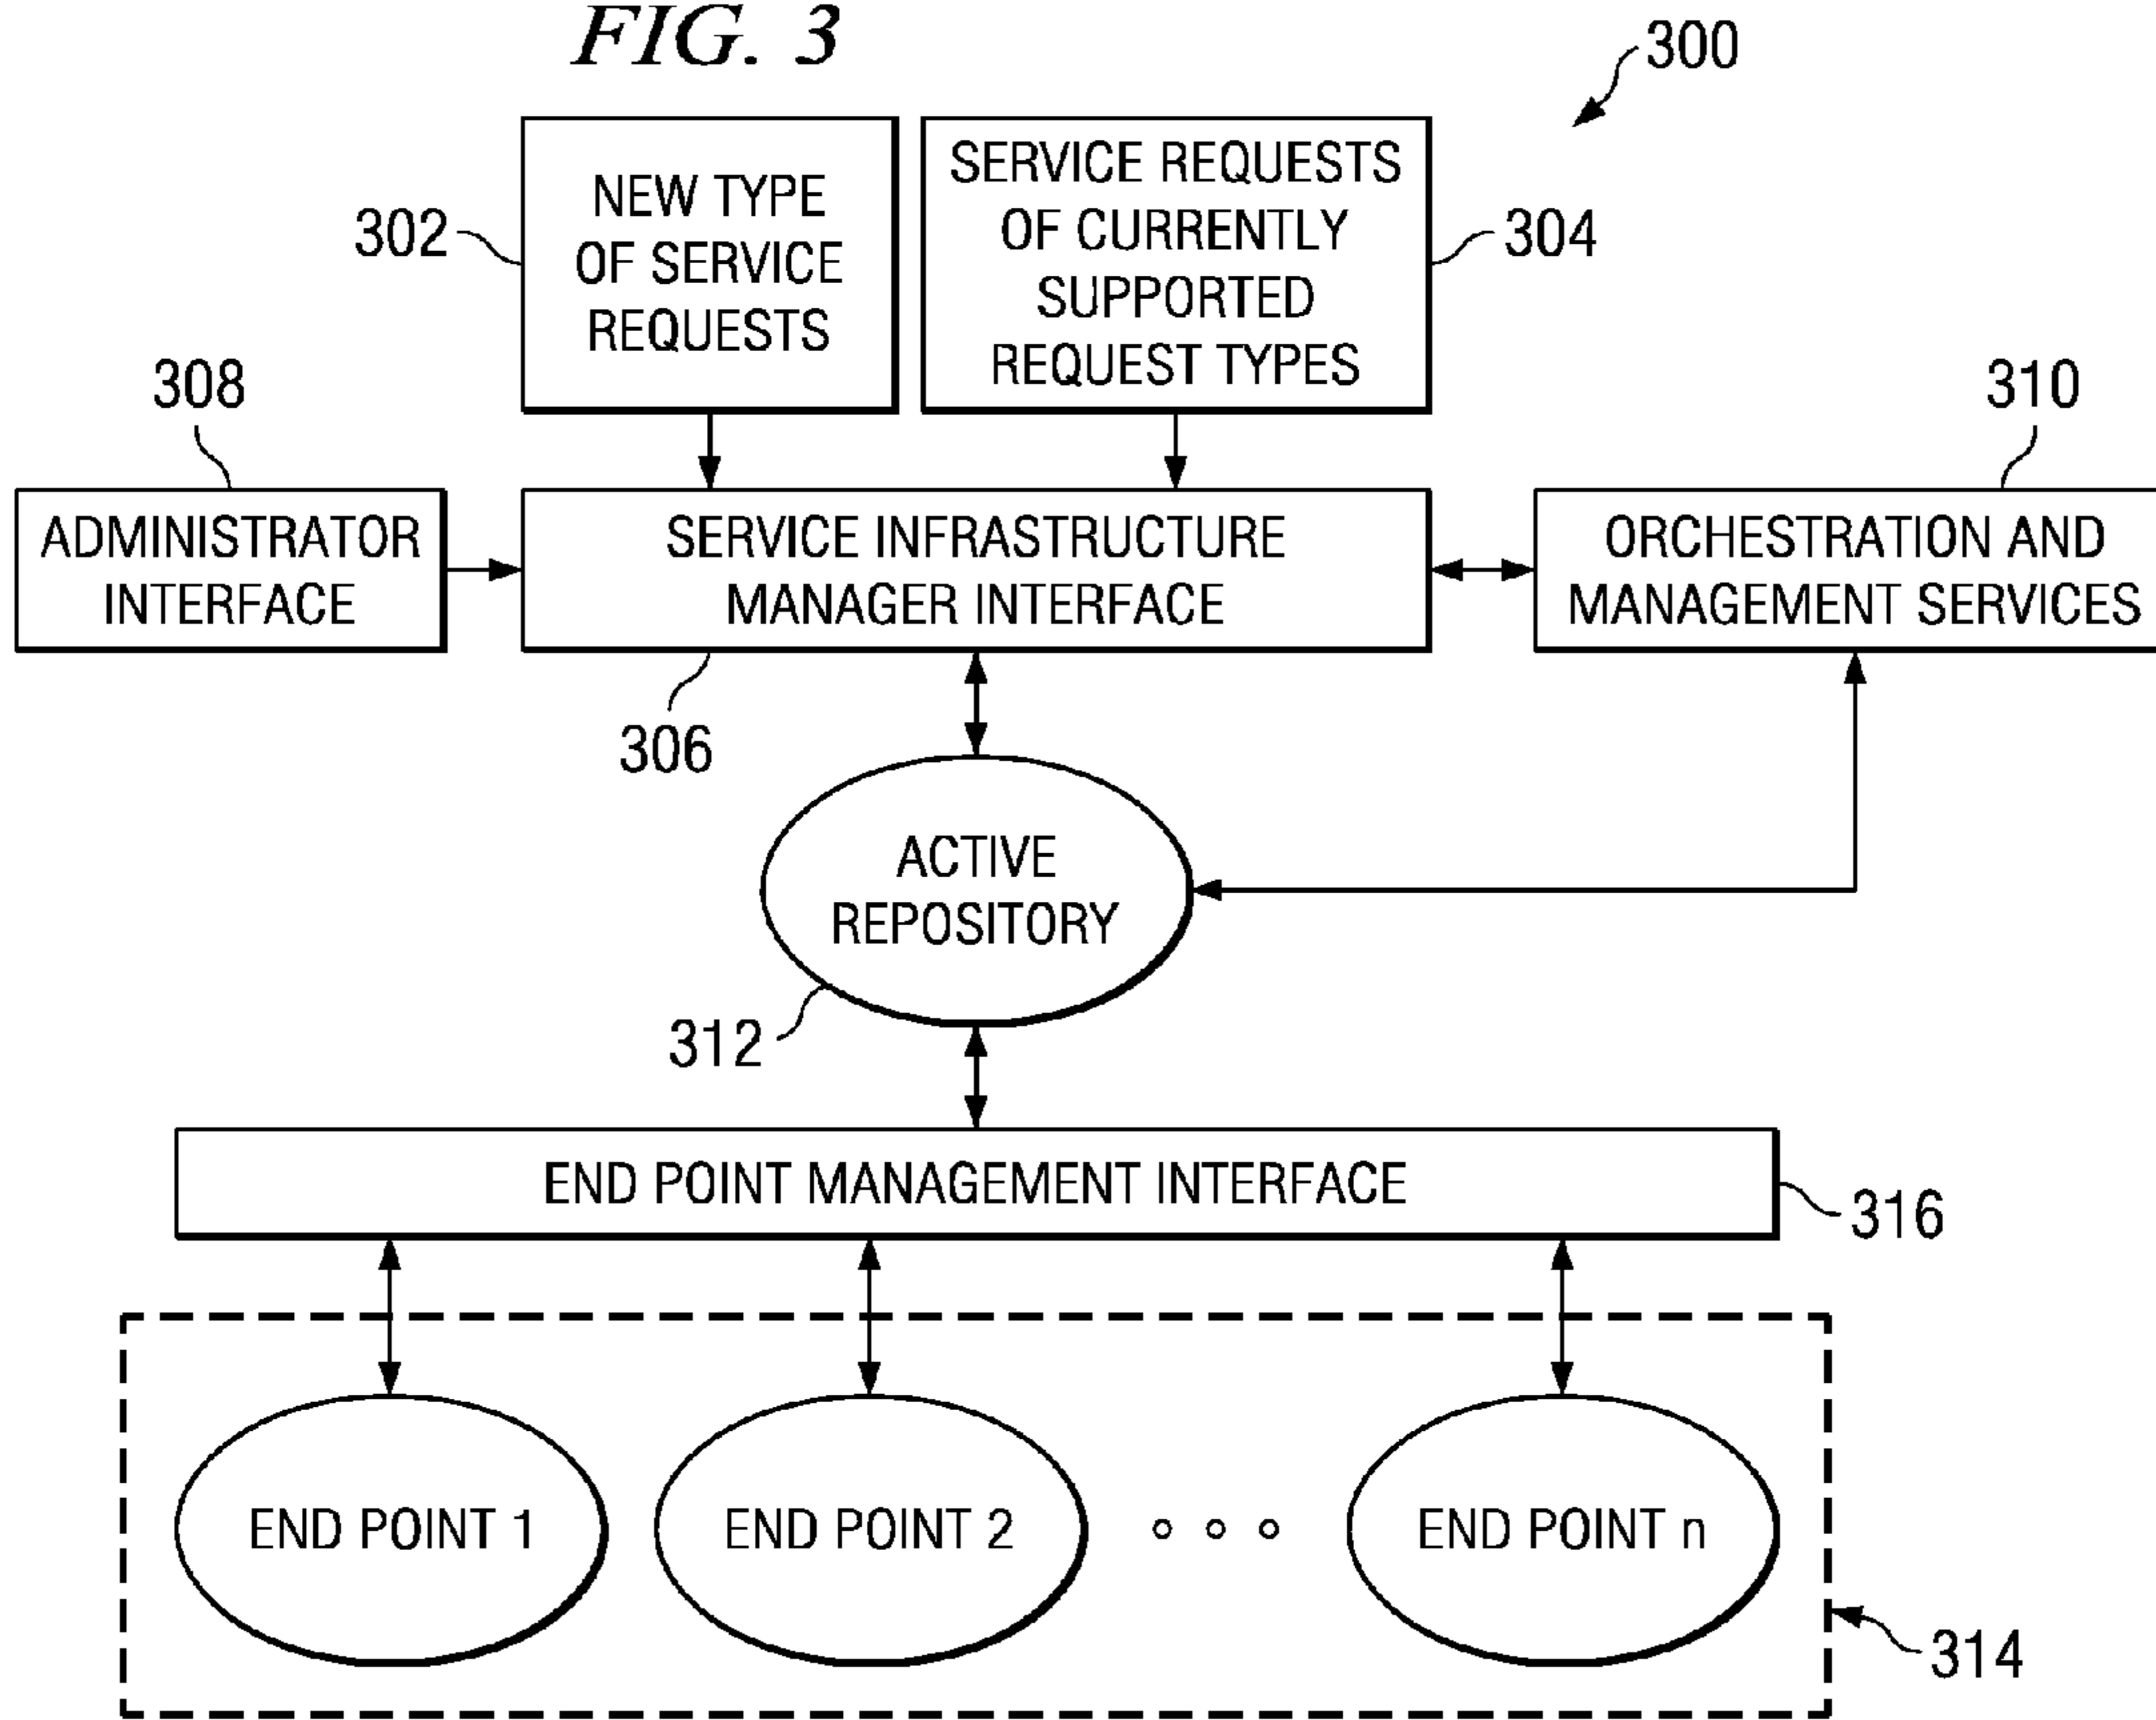 FIG. 3
300
NEW TYPE
OF SERVICE
REQUESTS
302
SERVICE REQUESTS
OF CURRENTLY
SUPPORTED
REQUEST TYPES
304
308
310
ADMINISTRATOR
INTERFACE
SERVICE INFRASTRUCTURE
MANAGER INTERFACE
ORCHESTRATION AND
MANAGEMENT SERVICES
306
ACTIVE
REPOSITORY
312
END POINT MANAGEMENT INTERFACE
316
END POINT 1
END POINT 2
END POINT n
314